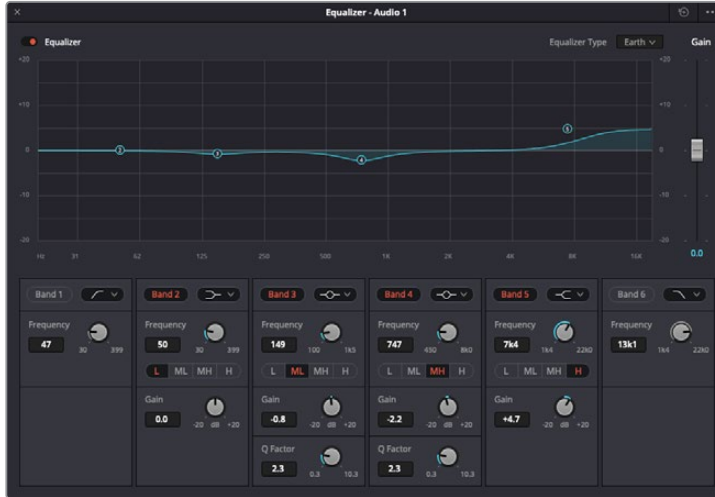 Equalizer - Audio 1
Equalizer
Equalizer Type Earth
Gain
+20 +20
+10 +10
0 0
-10 -10
-20 -20
Hz 31 62 125 250 500 1K 2K 4K 8K 16K
0.0
2 3 4 5
Band 1 Band 2 Band 3 Band 4 Band 5 Band 6
Frequency Frequency Frequency Frequency Frequency Frequency
47 30 399 50 30 399 149 100 1k5 747 450 8k0 7k4 1k4 22k0 13k1 1k4 22k0
L ML MH H L ML MH H L ML MH H L ML MH H
Gain Gain Gain Gain
0.0 -20 dB +20 -0.8 -20 dB +20 -2.2 -20 dB +20 +4.7 -20 dB +20
Q Factor Q Factor
2.3 0.3 10.3 2.3 0.3 10.3